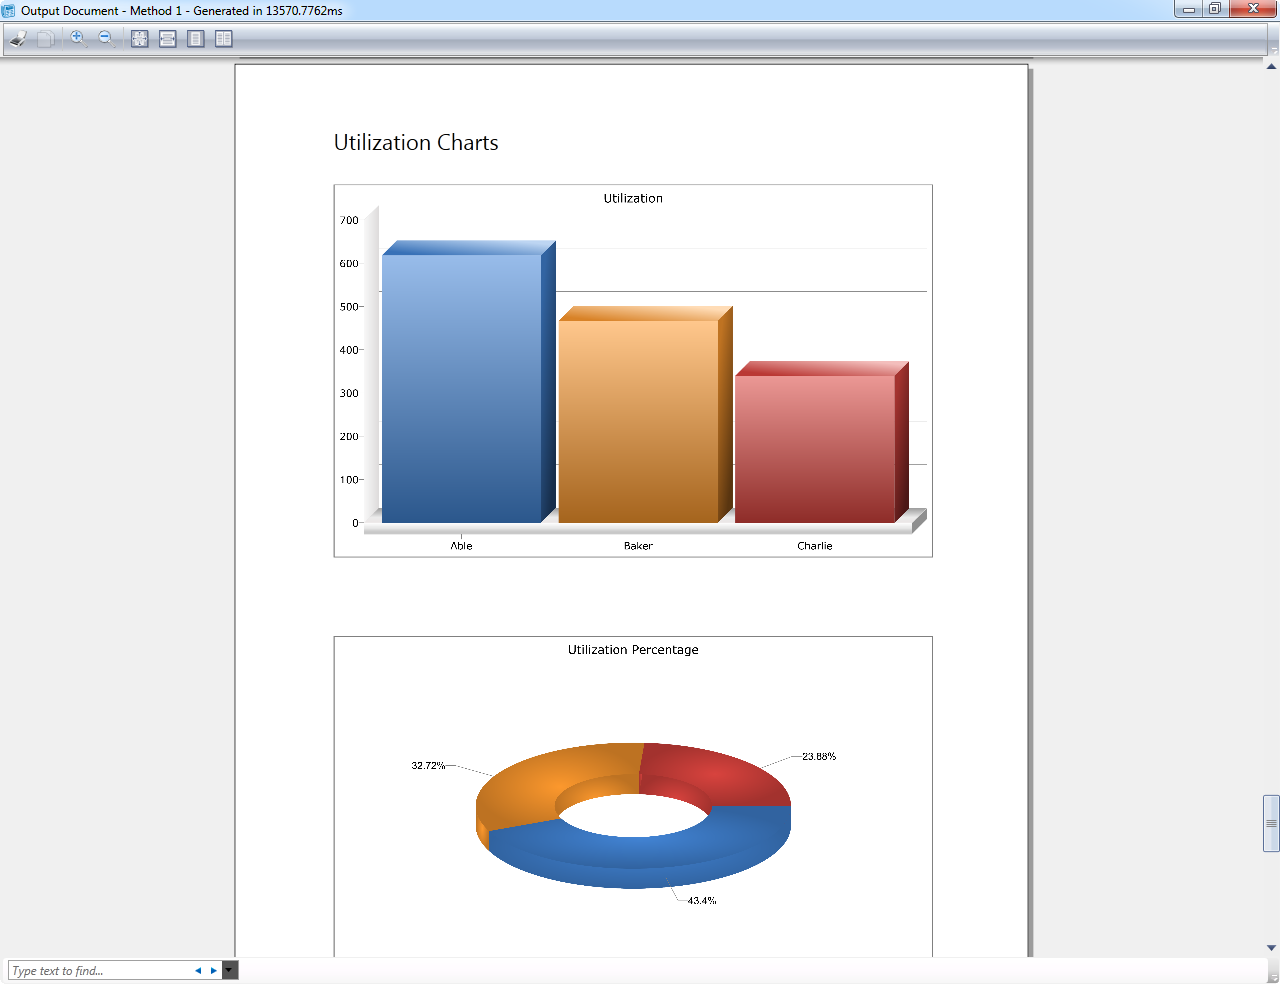 Output Document - Method 1 - Generated in 13570.7762ms
Utilization Charts
Utilization
700
600
500
400
300
200
100
0
Able Baker Charlie
Utilization Percentage
32.72%
23.88%
43.4%
Type text to find...